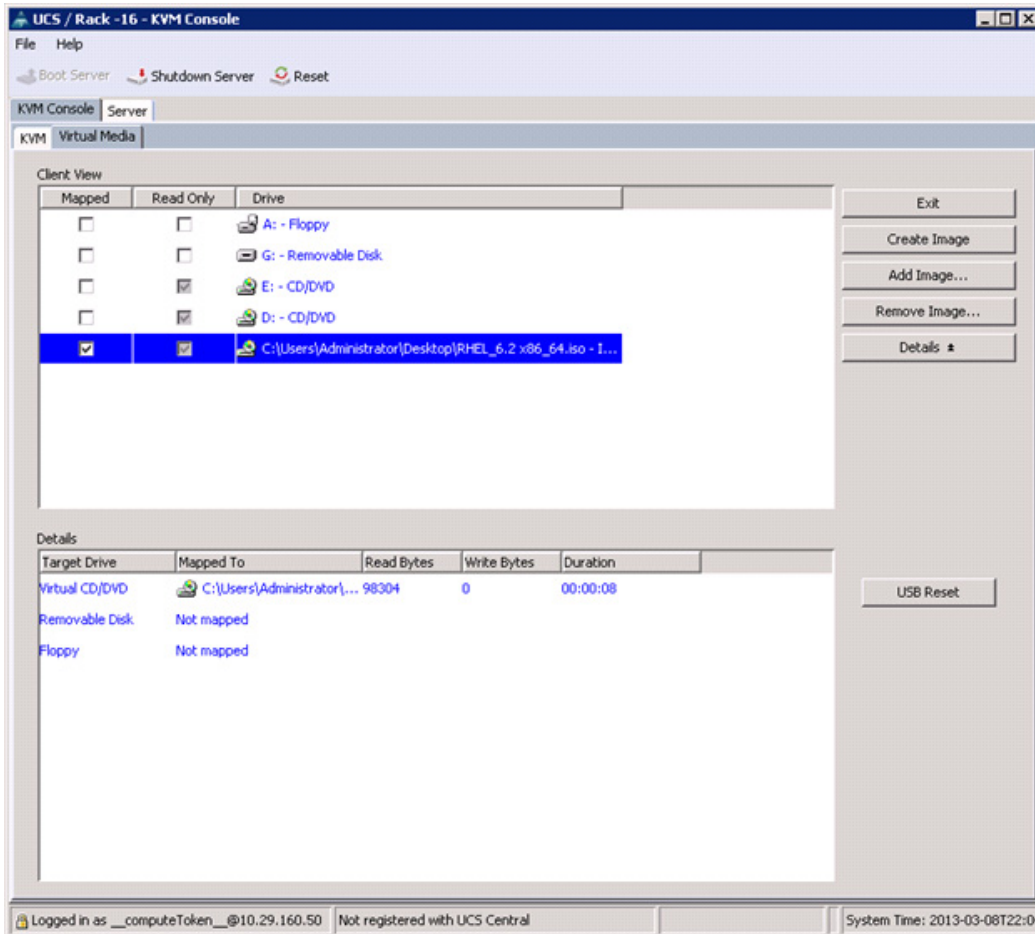 UCS / Rack -16 - KVM Console
File Help
Boot Server Shutdown Server Reset
KVM Console Server
KVM Virtual Media
Client View
Mapped Read Only Drive
A: - Floppy
G: - Removable Disk
E: - CD/DVD
D: - CD/DVD
C:\Users\Administrator\Desktop\RHEL_6.2 x86_64.iso - I...
Exit
Create Image
Add Image...
Remove Image...
Details
Details
Target Drive Mapped To Read Bytes Write Bytes Duration
Virtual CD/DVD C:\Users\Administrator\... 98304 0 00:00:08
Removable Disk Not mapped
Floppy Not mapped
USB Reset
Logged in as __computeToken__@10.29.160.50 Not registered with UCS Central System Time: 2013-03-08T22:0